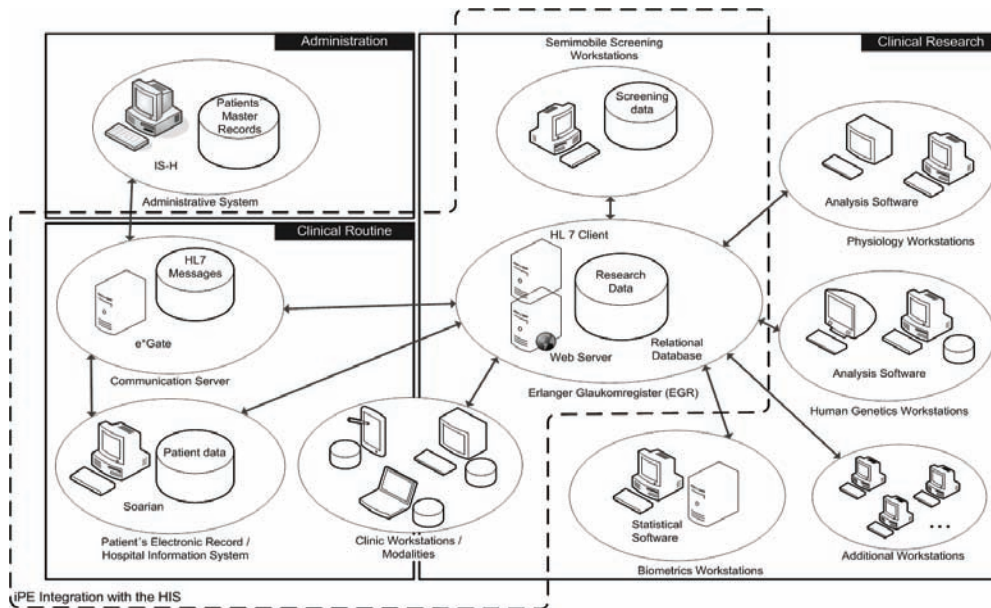 Administration
Patients´
Master
Records
IS-H
Administrative System
Semimobile Screening
Workstations
Screening
data
Clinical Research
Analysis Software
Physiology Workstations
Clinical Routine
HL7
Messages
e*Gate
Communication Server
HL 7 Client
Research
Data
Web Server
Relational
Database
Erlanger Glaukomregister (EGR)
Analysis Software
Human Genetics Workstations
Patient data
Soarian
Patient´s Electronic Record /
Hospital Information System
Clinic Workstations /
Modalities
Statistical
Software
Biometrics Workstations
...
Additional Workstations
iPE Integration with the HIS